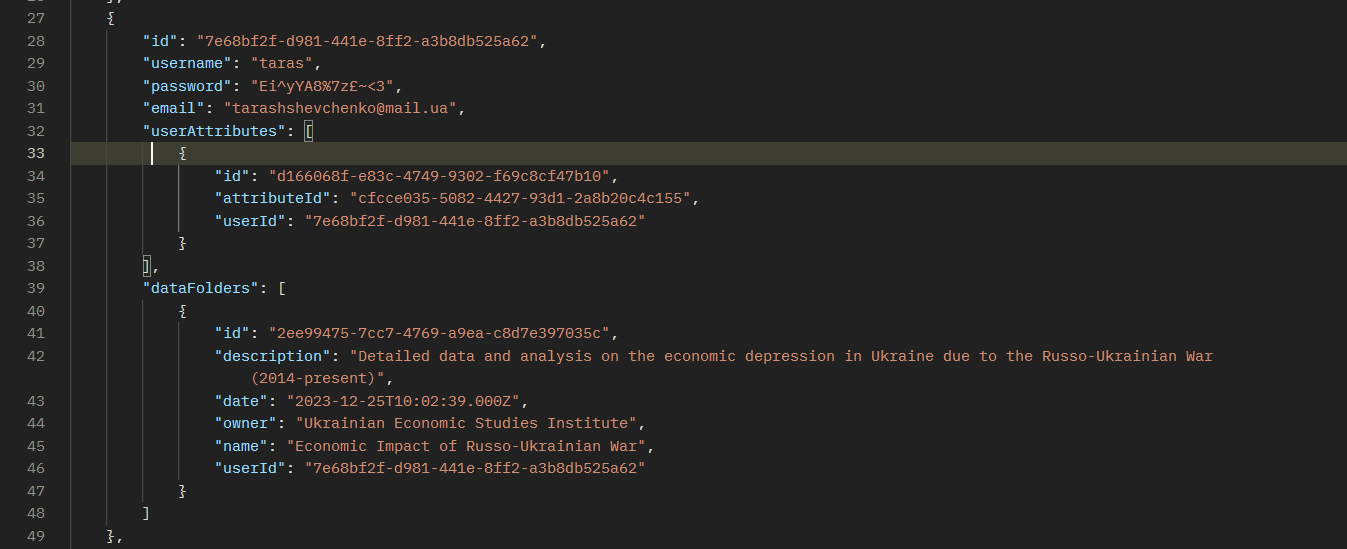 27 {
28 "id": "7e68bf2f-d981-441e-8ff2-a3b8db525a62",
29 "username": "taras",
30 "password": "Ei^yYA8%7z£~<3",
31 "email": "tarashshevchenko@mail.ua",
32 "userAttributes": [
33 {
34 "id": "d166068f-e83c-4749-9302-f69c8cf47b10",
35 "attributeId": "cfcce035-5082-4427-93d1-2a8b20c4c155",
36 "userId": "7e68bf2f-d981-441e-8ff2-a3b8db525a62"
37 }
38 ],
39 "dataFolders": [
40 {
41 "id": "2ee99475-7cc7-4769-a9ea-c8d7e397035c",
42 "description": "Detailed data and analysis on the economic depression in Ukraine due to the Russo-Ukrainian War
(2014-present)",
43 "date": "2023-12-25T10:02:39.000Z",
44 "owner": "Ukrainian Economic Studies Institute",
45 "name": "Economic Impact of Russo-Ukrainian War",
46 "userId": "7e68bf2f-d981-441e-8ff2-a3b8db525a62"
47 }
48 ]
49 },